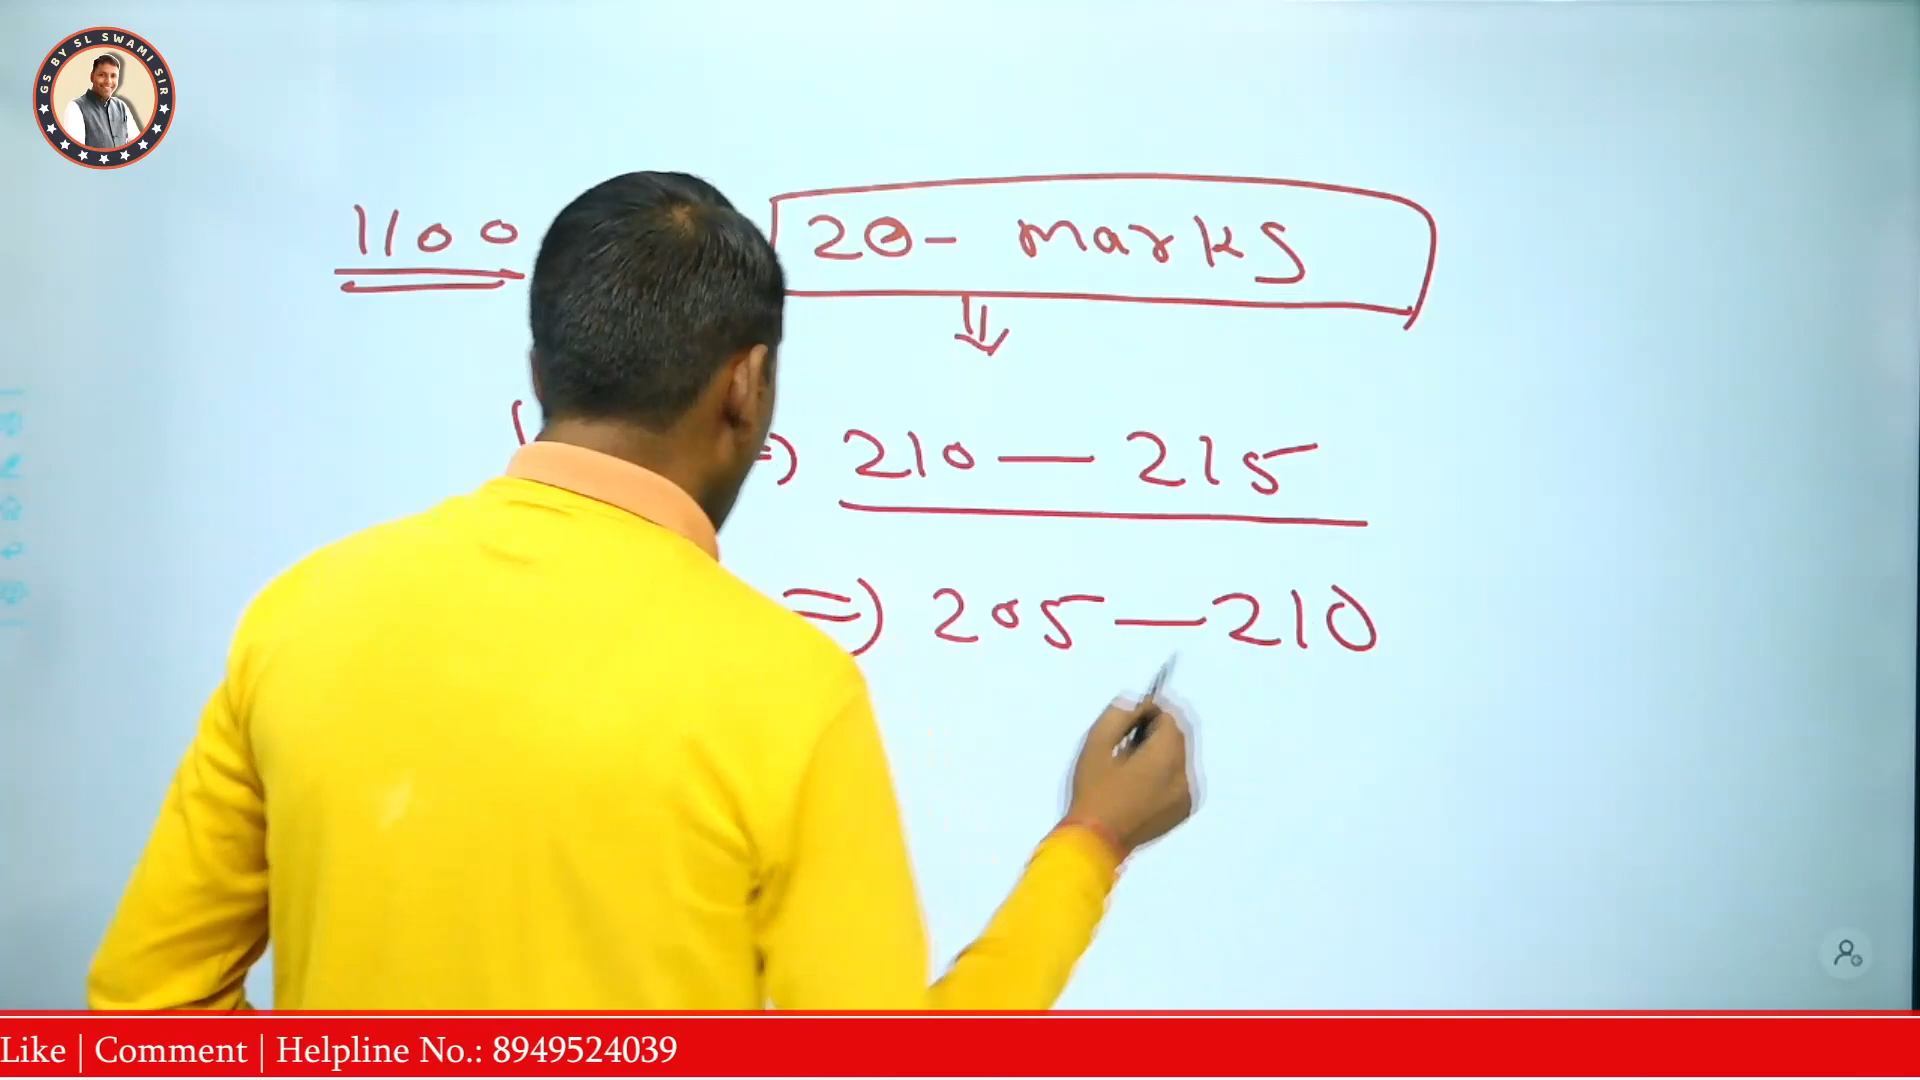 GS BY SL SWAMI SIR
1100
20- marks
⇒ 210 — 215
⇒ 205 — 210
Like | Comment | Helpline No.: 8949524039